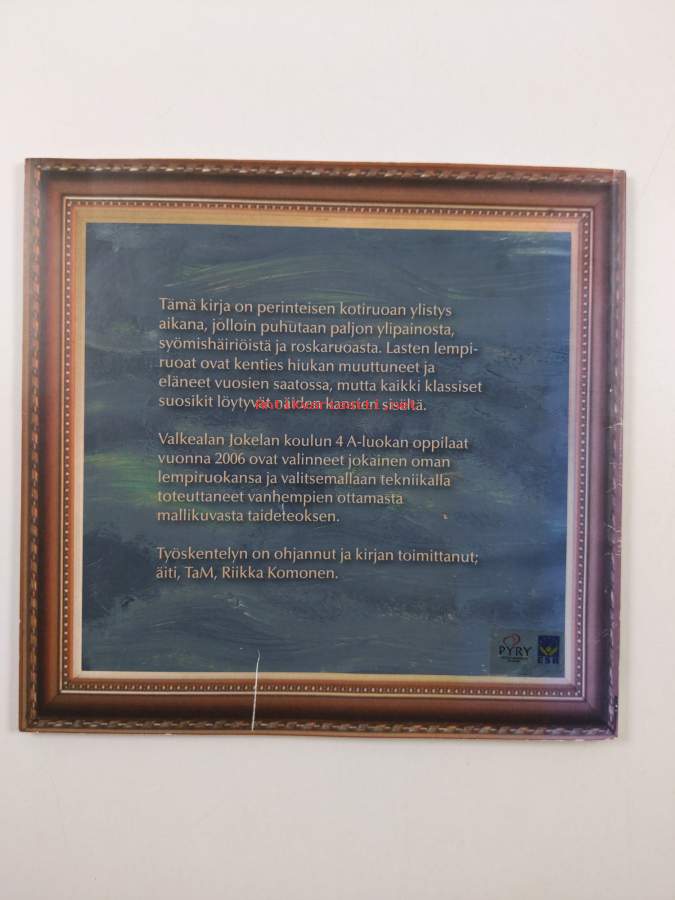 Tämä kirja on perinteisen kotiruoan ylistys
aikana, jolloin puhutaan paljon ylipainosta,
syömishäiriöistä ja roskaruoasta. Lasten lempi-
ruoat ovat kenties hiukan muuttuneet ja
eläneet vuosien saatossa, mutta kaikki klassiset
suosikit löytyvät näiden kansien sisältä.
Valkealan Jokelan koulun 4 A-luokan oppilaat
vuonna 2006 ovat valinneet jokainen oman
lempiruokansa ja valitsemallaan tekniikalla
toteuttaneet vanhempien ottamasta
mallikuvasta taideteoksen.
Työskentelyn on ohjannut ja kirjan toimittanut;
äiti, TaM, Riikka Komonen.
PYRY
ESR